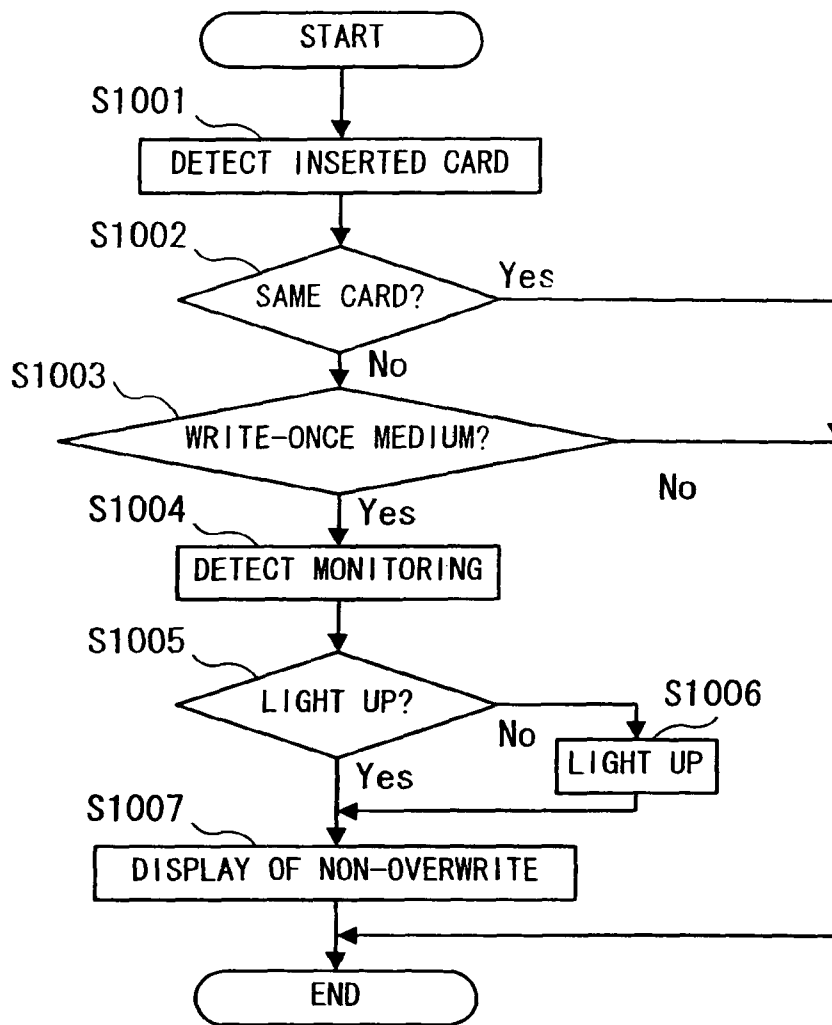 START
S1001
DETECT INSERTED CARD
S1002
SAME CARD?
Yes
No
S1003
WRITE-ONCE MEDIUM?
No
Yes
S1004
DETECT MONITORING
S1005
LIGHT UP?
No
S1006
LIGHT UP
Yes
S1007
DISPLAY OF NON-OVERWRITE
END